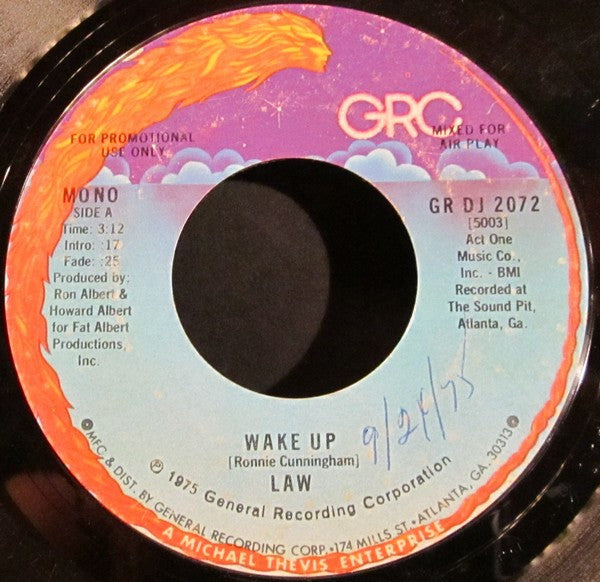 GRC
FOR PROMOTIONAL
USE ONLY
MIXED FOR
AIR PLAY
MONO
SIDE A
Time: 3:12
Intro: :17
Fade: :25
Produced by:
Ron Albert &
Howard Albert
for Fat Albert
Productions,
Inc.
GR DJ 2072
[5003]
Act One
Music Co.,
Inc. - BMI
Recorded at
The Sound Pit,
Atlanta, Ga.
WAKE UP
[Ronnie Cunningham]
LAW
9/24/75
Ⓟ 1975 General Recording Corporation
MFG. & DIST. BY GENERAL RECORDING CORP. • 174 MILLS ST. • ATLANTA, GA. 30313
A MICHAEL THEVIS ENTERPRISE